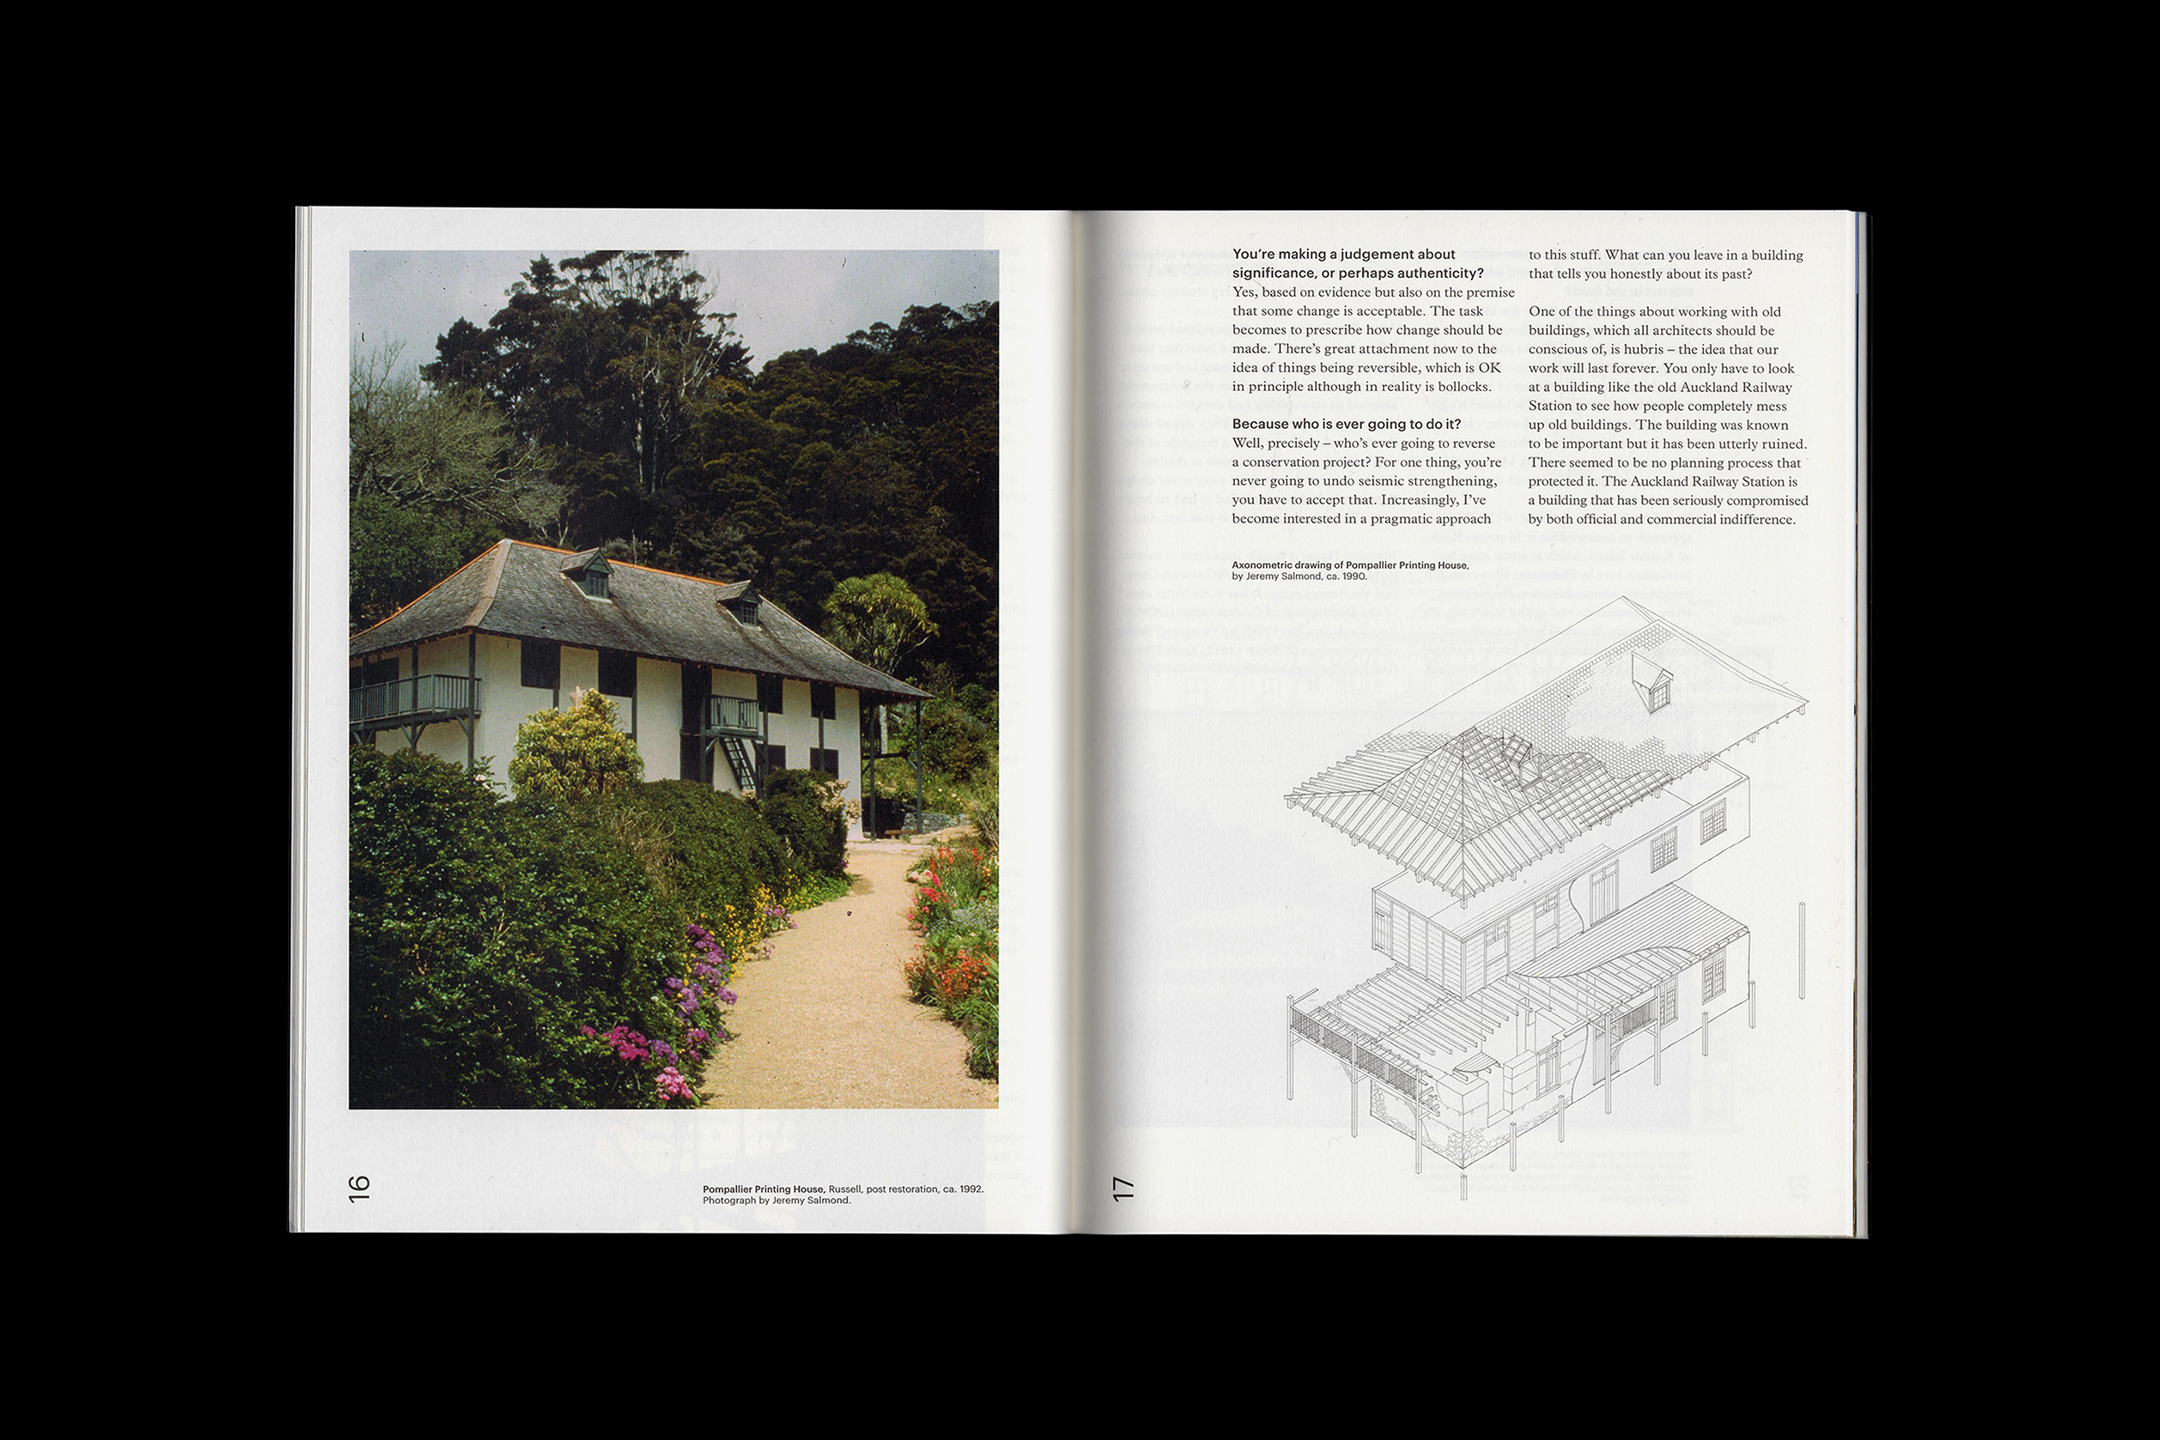 16
Pompallier Printing House, Russell, post restoration, ca. 1992.
Photograph by Jeremy Salmond.
You're making a judgement about
significance, or perhaps authenticity?
Yes, based on evidence but also on the premise
that some change is acceptable. The task
becomes to prescribe how change should be
made. There's great attachment now to the
idea of things being reversible, which is OK
in principle although in reality is bollocks.
Because who is ever going to do it?
Well, precisely – who's ever going to reverse
a conservation project? For one thing, you're
never going to undo seismic strengthening,
you have to accept that. Increasingly, I've
become interested in a pragmatic approach
to this stuff. What can you leave in a building
that tells you honestly about its past?
One of the things about working with old
buildings, which all architects should be
conscious of, is hubris – the idea that our
work will last forever. You only have to look
at a building like the old Auckland Railway
Station to see how people completely mess
up old buildings. The building was known
to be important but it has been utterly ruined.
There seemed to be no planning process that
protected it. The Auckland Railway Station is
a building that has been seriously compromised
by both official and commercial indifference.
Axonometric drawing of Pompallier Printing House,
by Jeremy Salmond, ca. 1990.
17